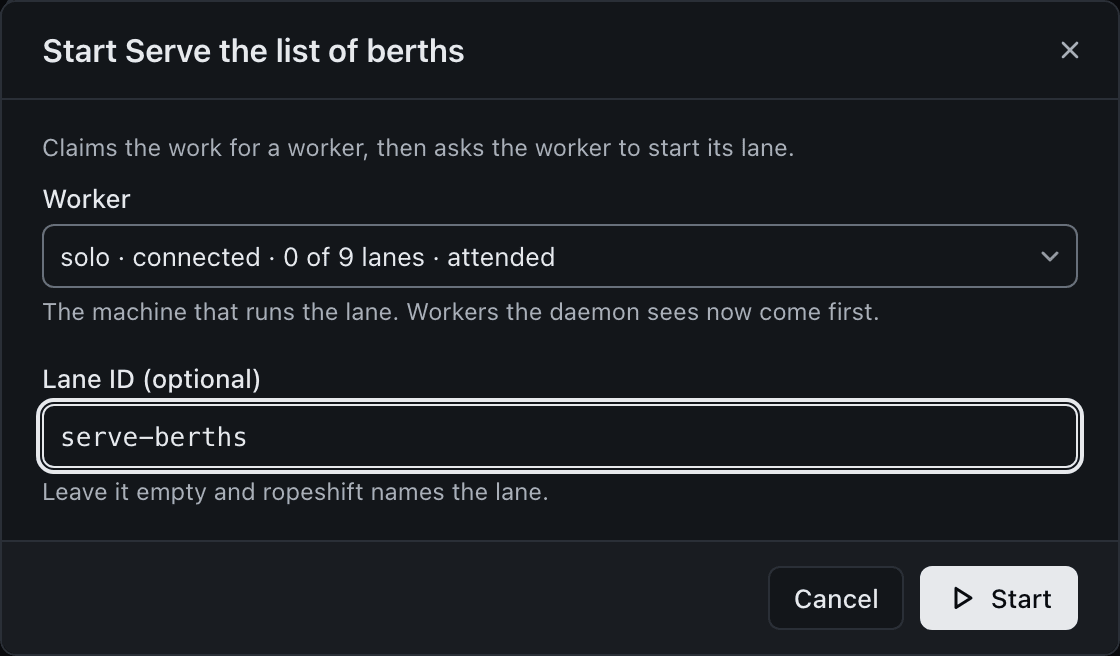 Start Serve the list of berths
Claims the work for a worker, then asks the worker to start its lane.
Worker
solo · connected · 0 of 9 lanes · attended
The machine that runs the lane. Workers the daemon sees now come first.
Lane ID (optional)
serve-berths
Leave it empty and ropeshift names the lane.
Cancel
Start